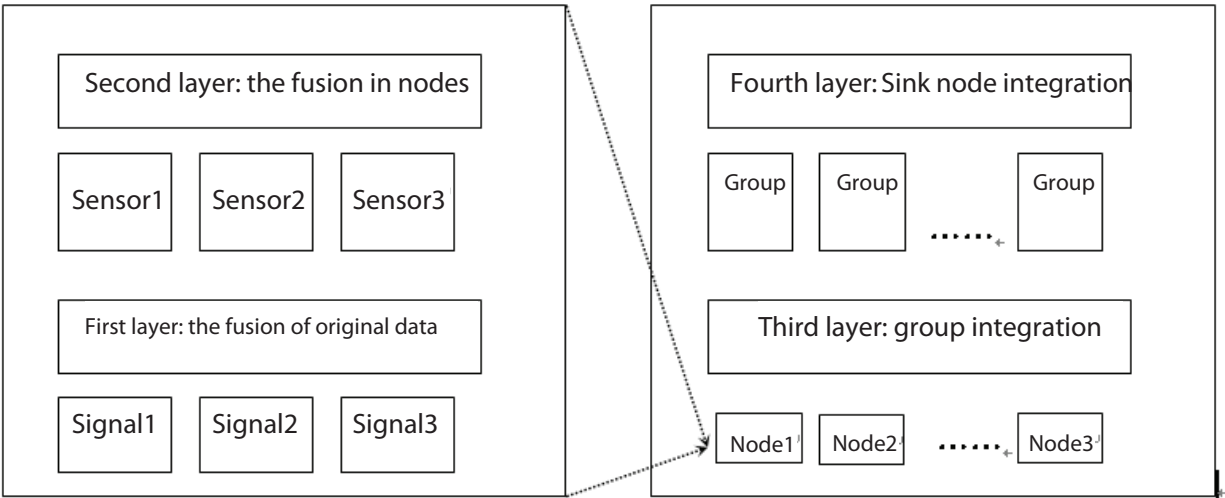 Second layer: the fusion in nodes
Sensor1 Sensor2 Sensor3
First layer: the fusion of original data
Signal1 Signal2 Signal3
Fourth layer: Sink node integration
Group Group ...... Group
Third layer: group integration
Node1 Node2 ...... Node3